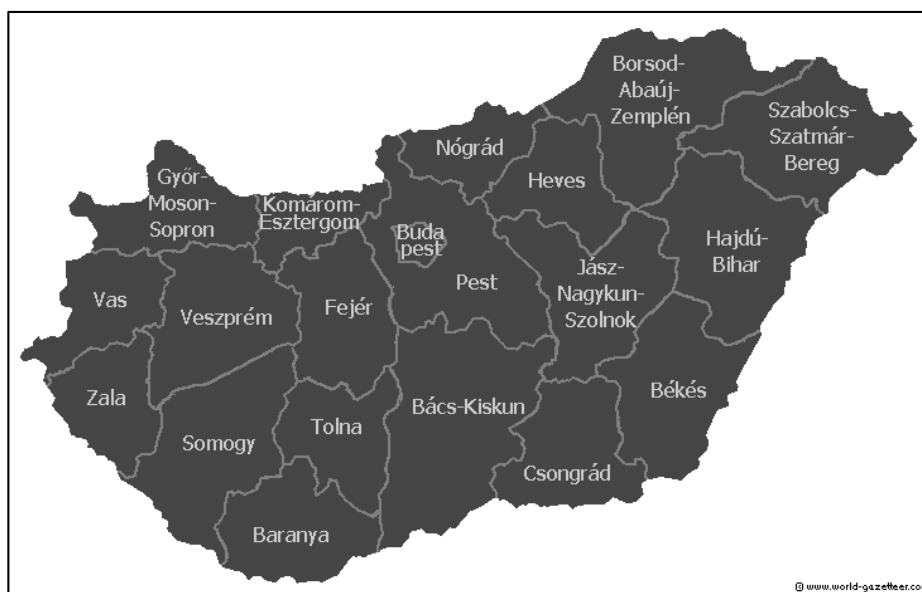 Borsod-
Abaúj-
Zemplén
Szabolcs-
Szatmár-
Bereg
Nógrád
Heves
Győr-
Moson-
Sopron
Komárom-
Esztergom
Buda
pest
Hajdú-
Bihar
Jász-
Nagykun-
Szolnok
Pest
Vas
Veszprém
Fejér
Zala
Békés
Bács-Kiskun
Tolna
Somogy
Csongrád
Baranya
© www.world-gazetteer.com